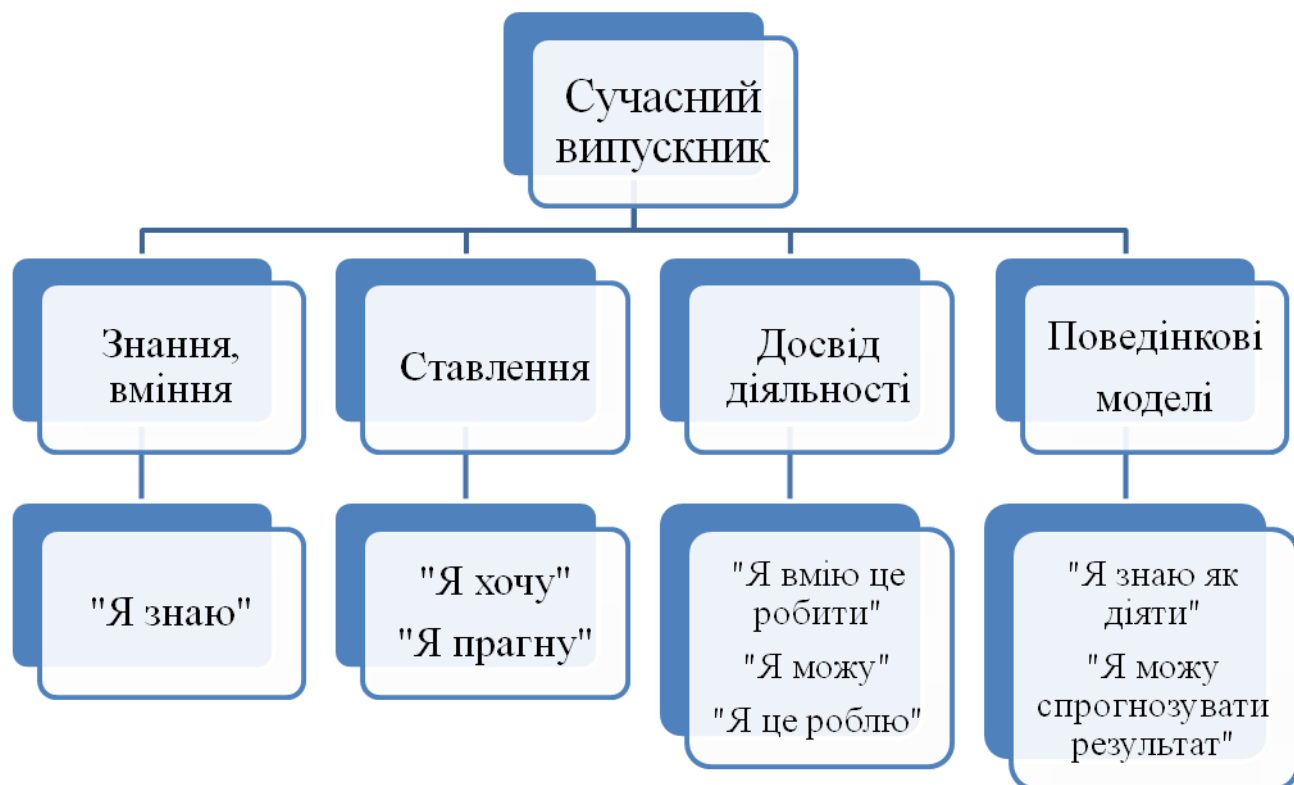 Сучасний
випускник
Знання,
вміння
Ставлення
Досвід
діяльності
Поведінкові
моделі
"Я знаю"
"Я хочу"
"Я прагну"
"Я вмію це
робити"
"Я можу"
"Я це роблю"
"Я знаю як
діяти"
"Я можу
спрогнозувати
результат"